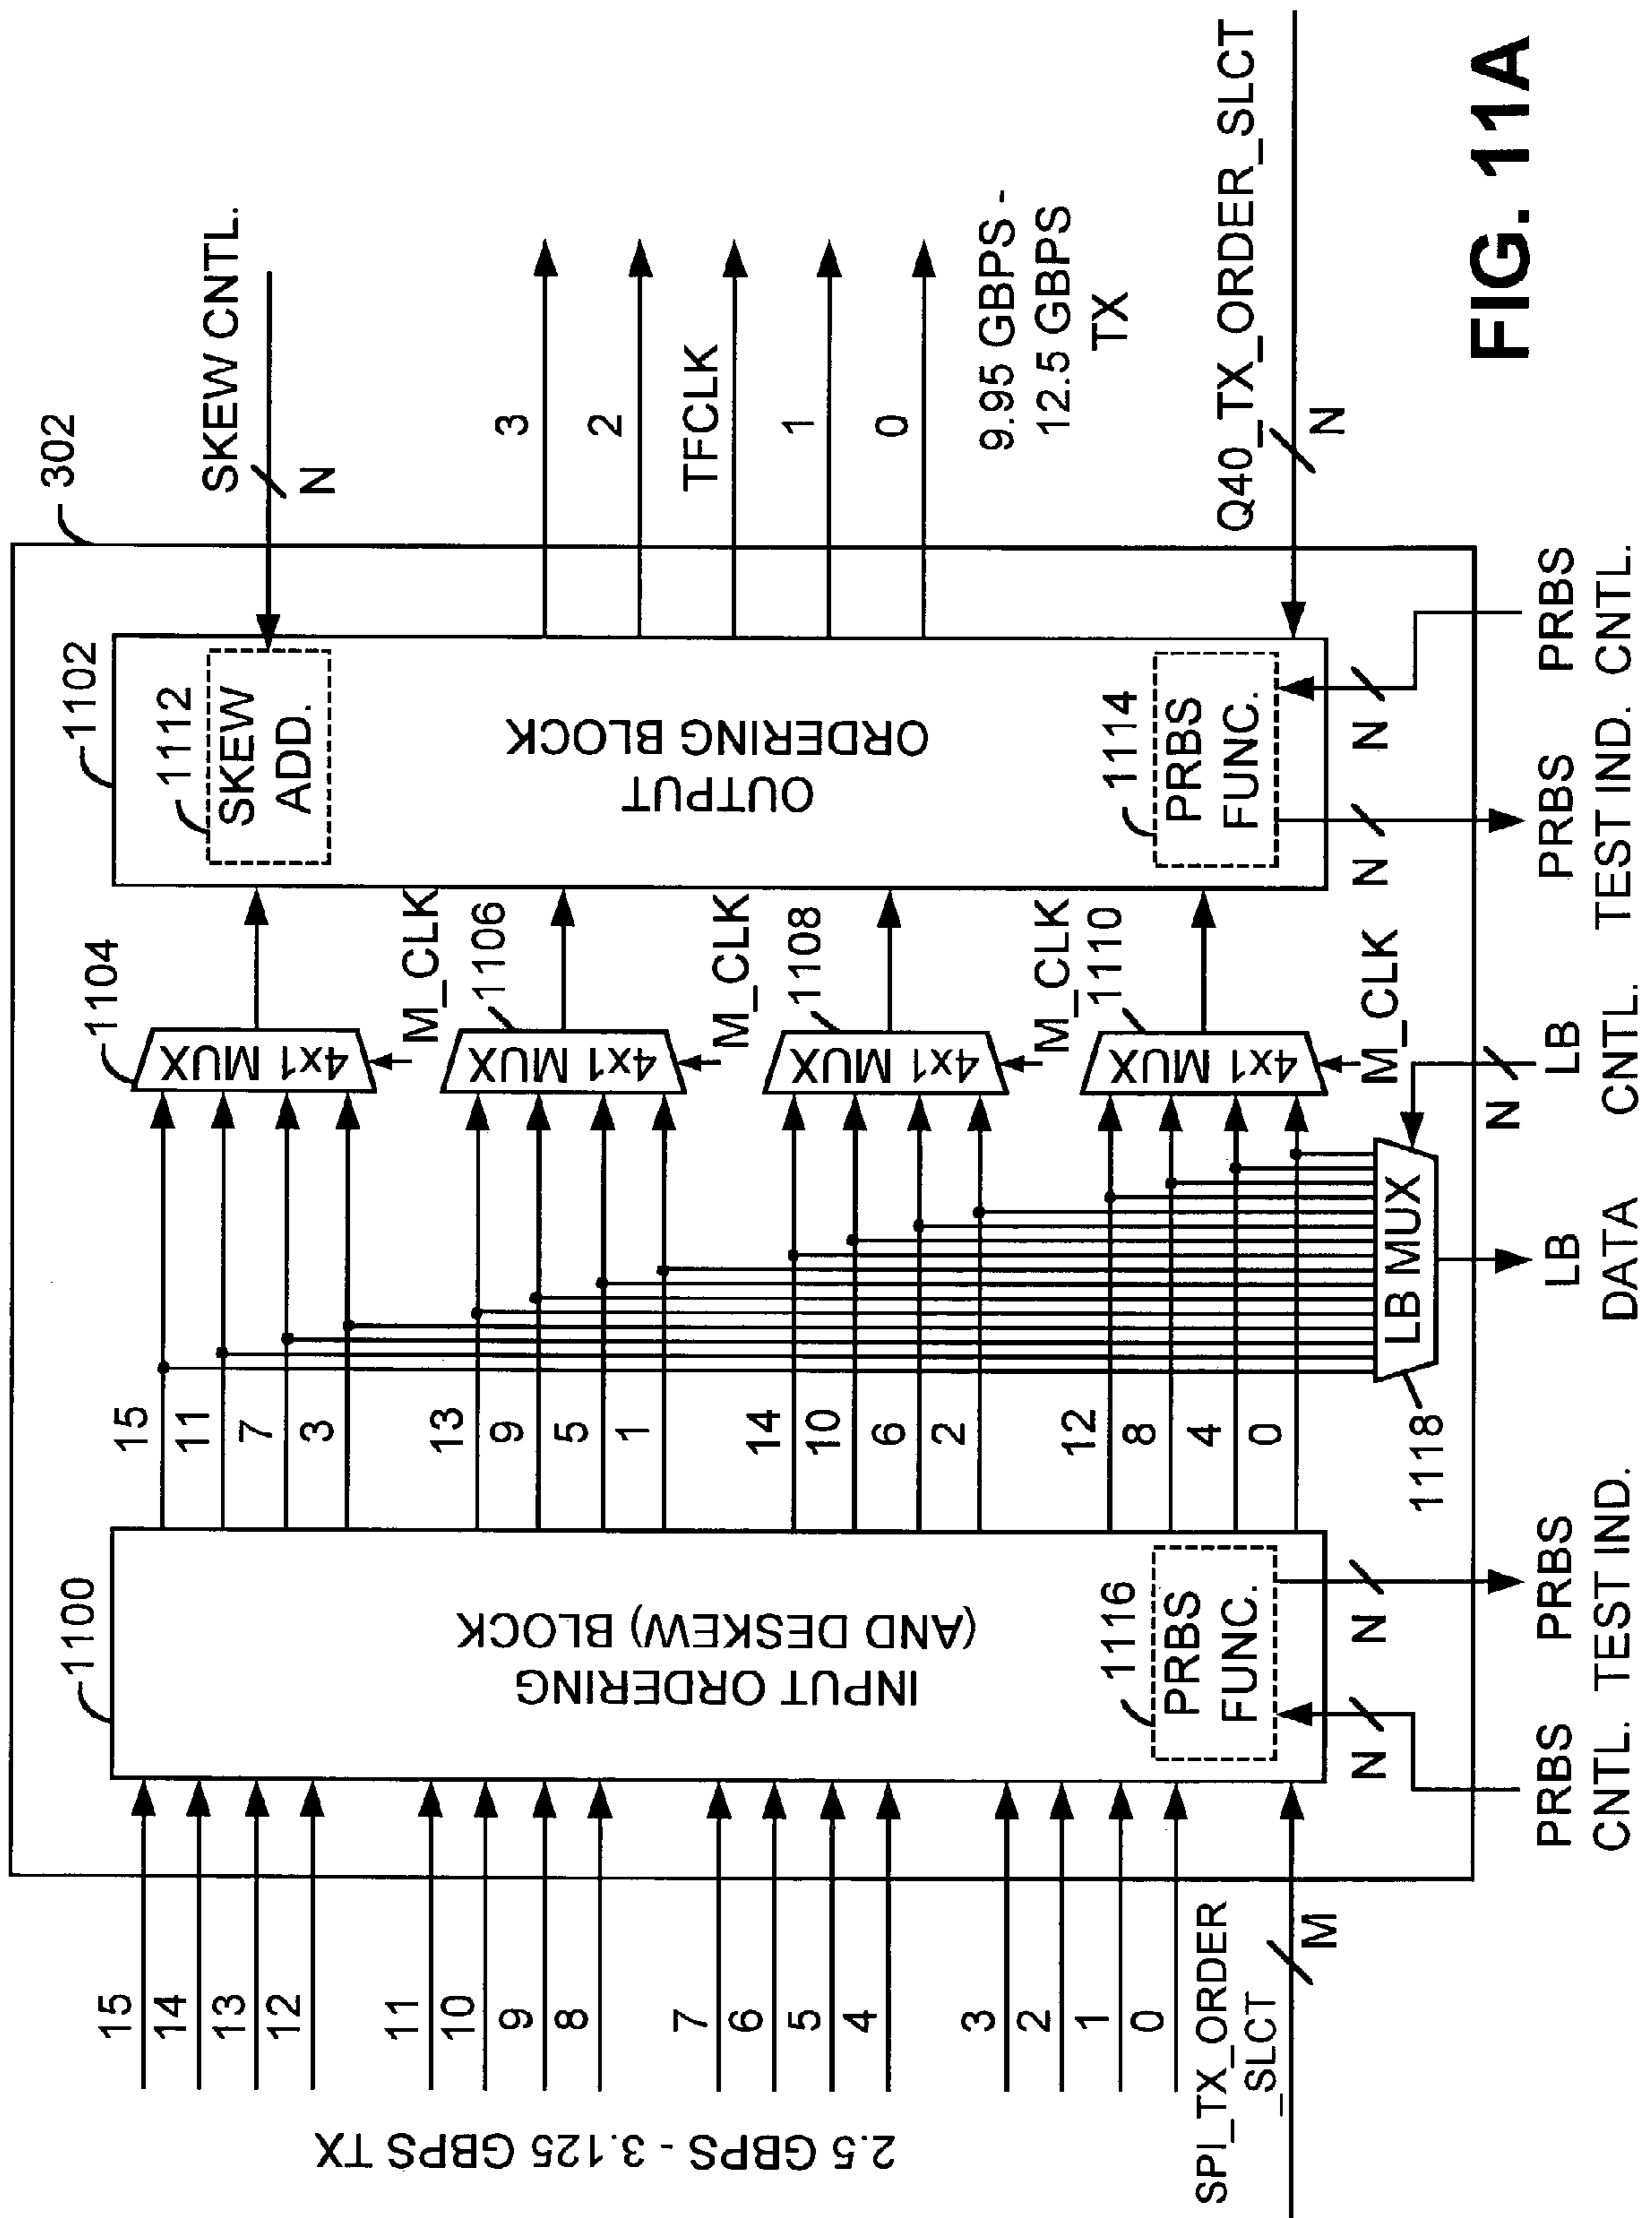 302
SKEW CNTL.
N
1100
1102
1104
1112
SKEW
ADD.
15
14
13
12
11
10
9
8
7
6
5
4
3
2
1
0
2.5 GBPS - 3.125 GBPS TX
SPI_TX_ORDER
_SLCT
M
INPUT ORDERING
(AND DESKEW) BLOCK
1116
PRBS
FUNC.
15
11
7
3
13
9
5
1
14
10
6
2
12
8
4
0
4x1 MUX
M_CLK
1106
4x1 MUX
M_CLK
1108
4x1 MUX
M_CLK
1110
4x1 MUX
M_CLK
OUTPUT
ORDERING BLOCK
1114
PRBS
FUNC.
3
2
TFCLK
1
0
9.95 GBPS -
12.5 GBPS
TX
Q40_TX_ORDER_SLCT
N
N
N
1118
LB MUX
N
N
N
PRBS
CNTL.
PRBS
TEST IND.
LB
DATA
LB
CNTL.
PRBS
TEST IND.
PRBS
CNTL.
FIG. 11A